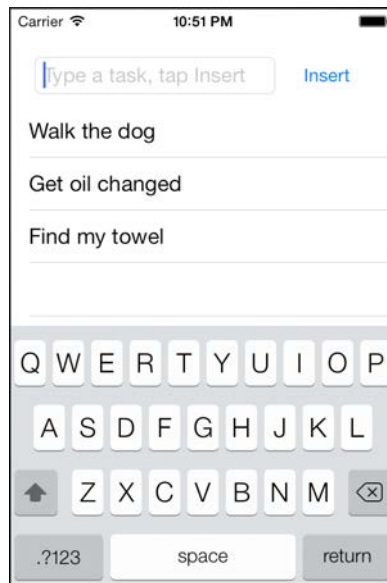 Carrier 10:51 PM
Type a task, tap Insert Insert
Walk the dog
Get oil changed
Find my towel
Q W E R T Y U I O P
A S D F G H J K L
Z X C V B N M
.?123 space return